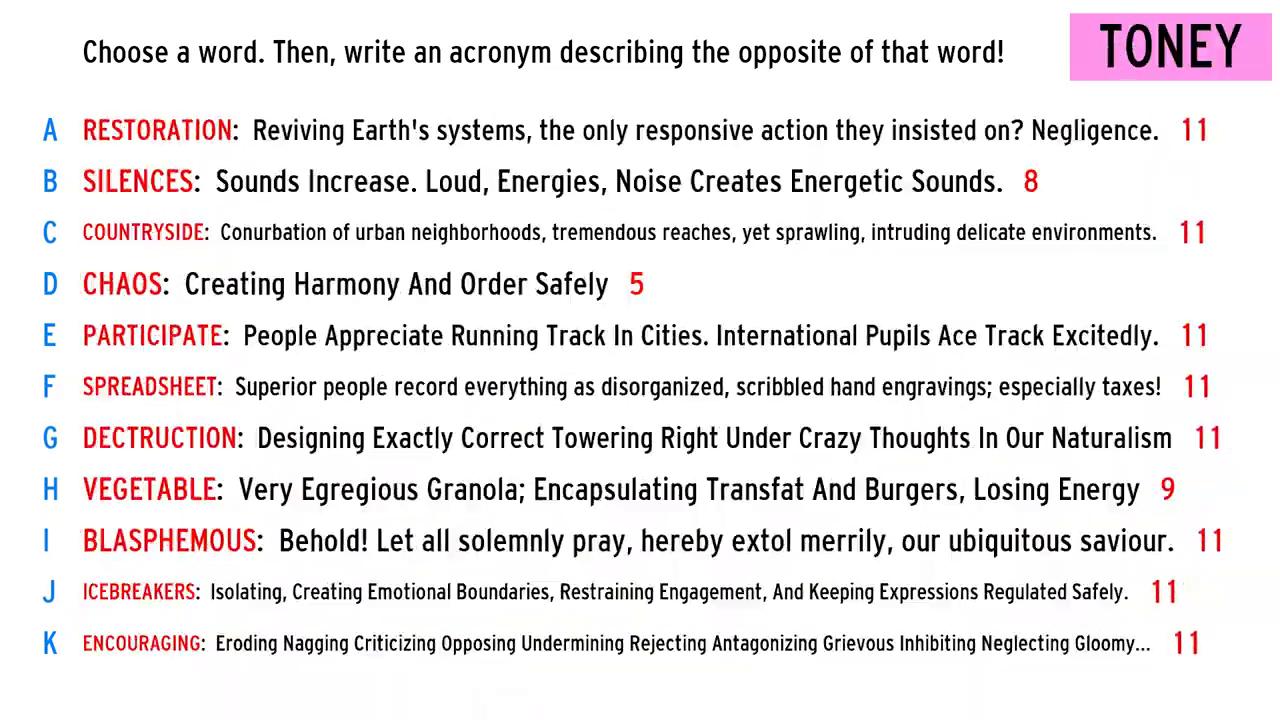 Choose a word. Then, write an acronym describing the opposite of that word!
TONEY
A RESTORATION: Reviving Earth's systems, the only responsive action they insisted on? Negligence. 11
B SILENCES: Sounds Increase. Loud, Energies, Noise Creates Energetic Sounds. 8
C COUNTRYSIDE: Conurbation of urban neighborhoods, tremendous reaches, yet sprawling, intruding delicate environments. 11
D CHAOS: Creating Harmony And Order Safely 5
E PARTICIPATE: People Appreciate Running Track In Cities. International Pupils Ace Track Excitedly. 11
F SPREADSHEET: Superior people record everything as disorganized, scribbled hand engravings; especially taxes! 11
G DECTRUCTION: Designing Exactly Correct Towering Right Under Crazy Thoughts In Our Naturalism 11
H VEGETABLE: Very Egregious Granola; Encapsulating Transfat And Burgers, Losing Energy 9
I BLASPHEMOUS: Behold! Let all solemnly pray, hereby extol merrily, our ubiquitous saviour. 11
J ICEBREAKERS: Isolating, Creating Emotional Boundaries, Restraining Engagement, And Keeping Expressions Regulated Safely. 11
K ENCOURAGING: Eroding Nagging Criticizing Opposing Undermining Rejecting Antagonizing Grievous Inhibiting Neglecting Gloomy... 11